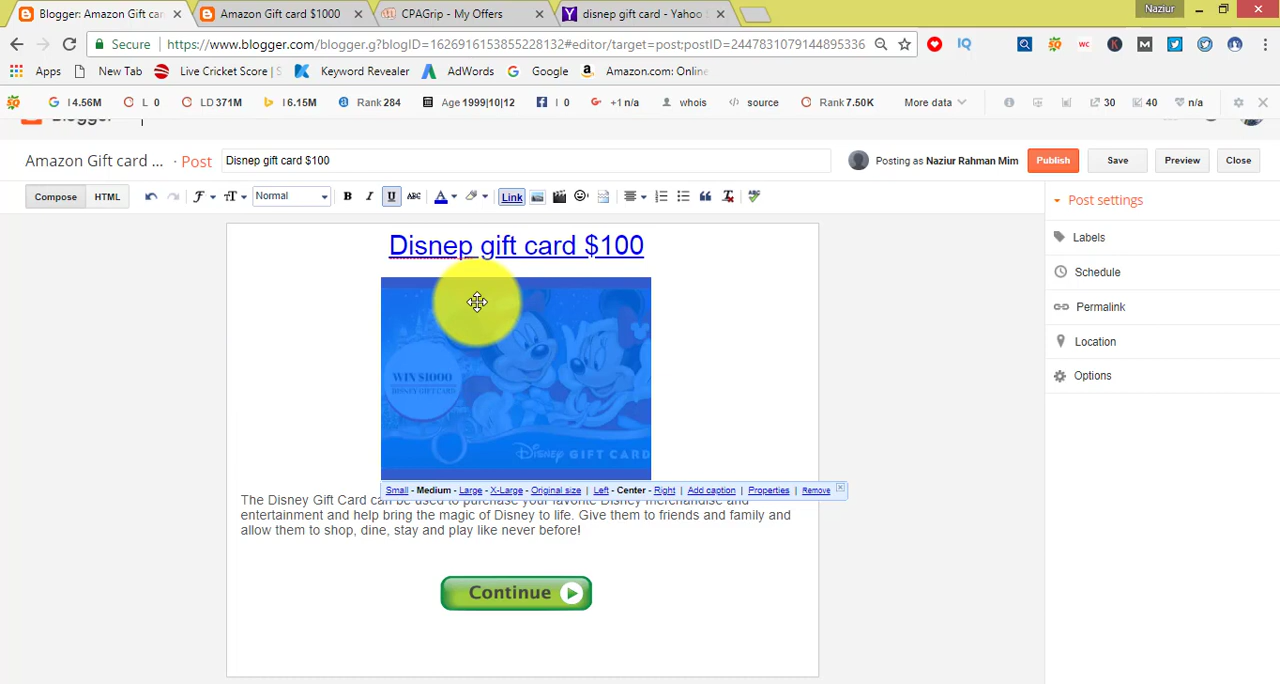 Blogger: Amazon Gift car
Amazon Gift card $1000
CPAGrip - My Offers
disnep gift card - Yahoo
Naziur
Secure
https://www.blogger.com/blogger.g?blogID=1626916153855228132#editor/target=post;postID=2447831079144895336
Apps
New Tab
Live Cricket Score | S
Keyword Revealer
AdWords
Google
Amazon.com: Onlin
I 4.56M
L 0
LD 371M
I 6.15M
Rank 284
Age 1999|10|12
I 0
+1 n/a
whois
source
Rank 7.50K
More data
30
40
n/a
Amazon Gift card ...
· Post
Disnep gift card $100
Posting as Naziur Rahman Mim
Publish
Save
Preview
Close
Compose
HTML
Normal
B
I
U
ABC
A
Link
Post settings
Labels
Schedule
Permalink
Location
Options
Disnep gift card $100
WIN $1000
DISNEY GIFT CARD
Disney GIFT CARD
Small - Medium - Large - X-Large - Original size | Left - Center - Right | Add caption | Properties | Remove
The Disney Gift Card can be used to purchase your favorite Disney merchandise and
entertainment and help bring the magic of Disney to life. Give them to friends and family and
allow them to shop, dine, stay and play like never before!
Continue